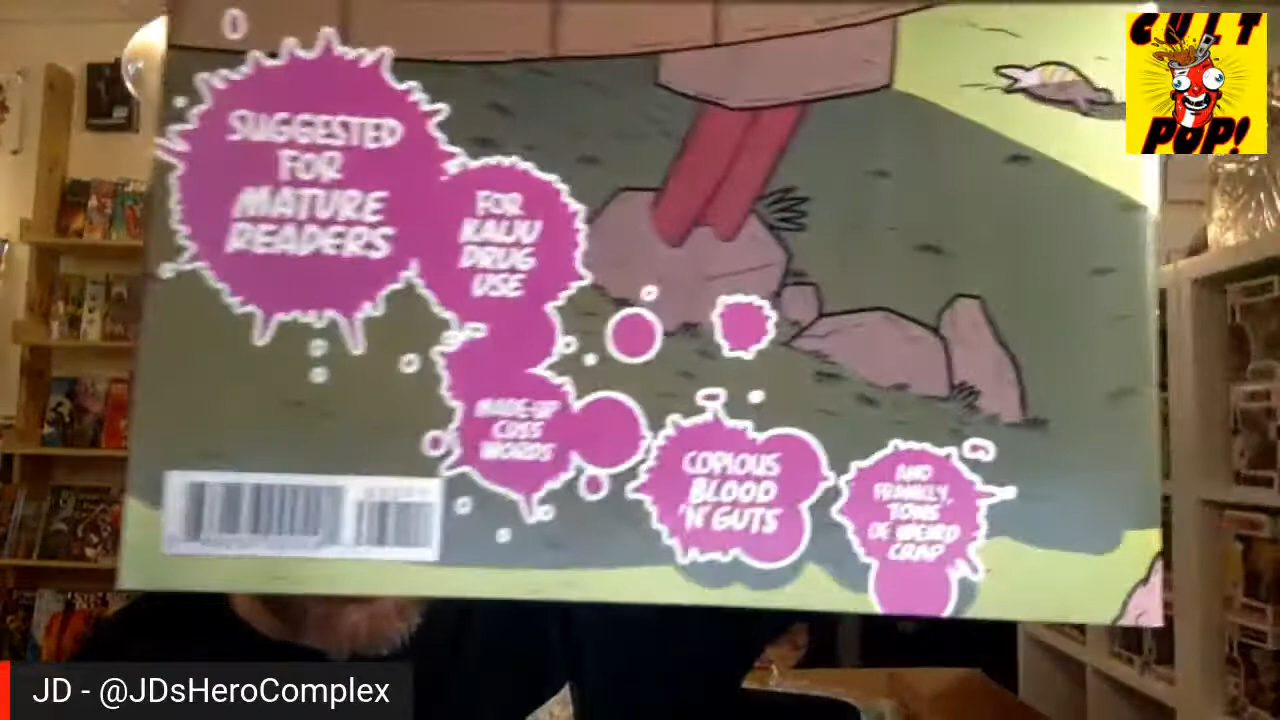 CULT
POP!
SUGGESTED
FOR
MATURE
READERS
FOR
KAIJU
DRUG
USE
MADE-UP
CUSS
WORDS
COPIOUS
BLOOD
'N' GUTS
AND
FRANKLY,
TONS
OF WEIRD
CRAP
JD - @JDsHeroComplex